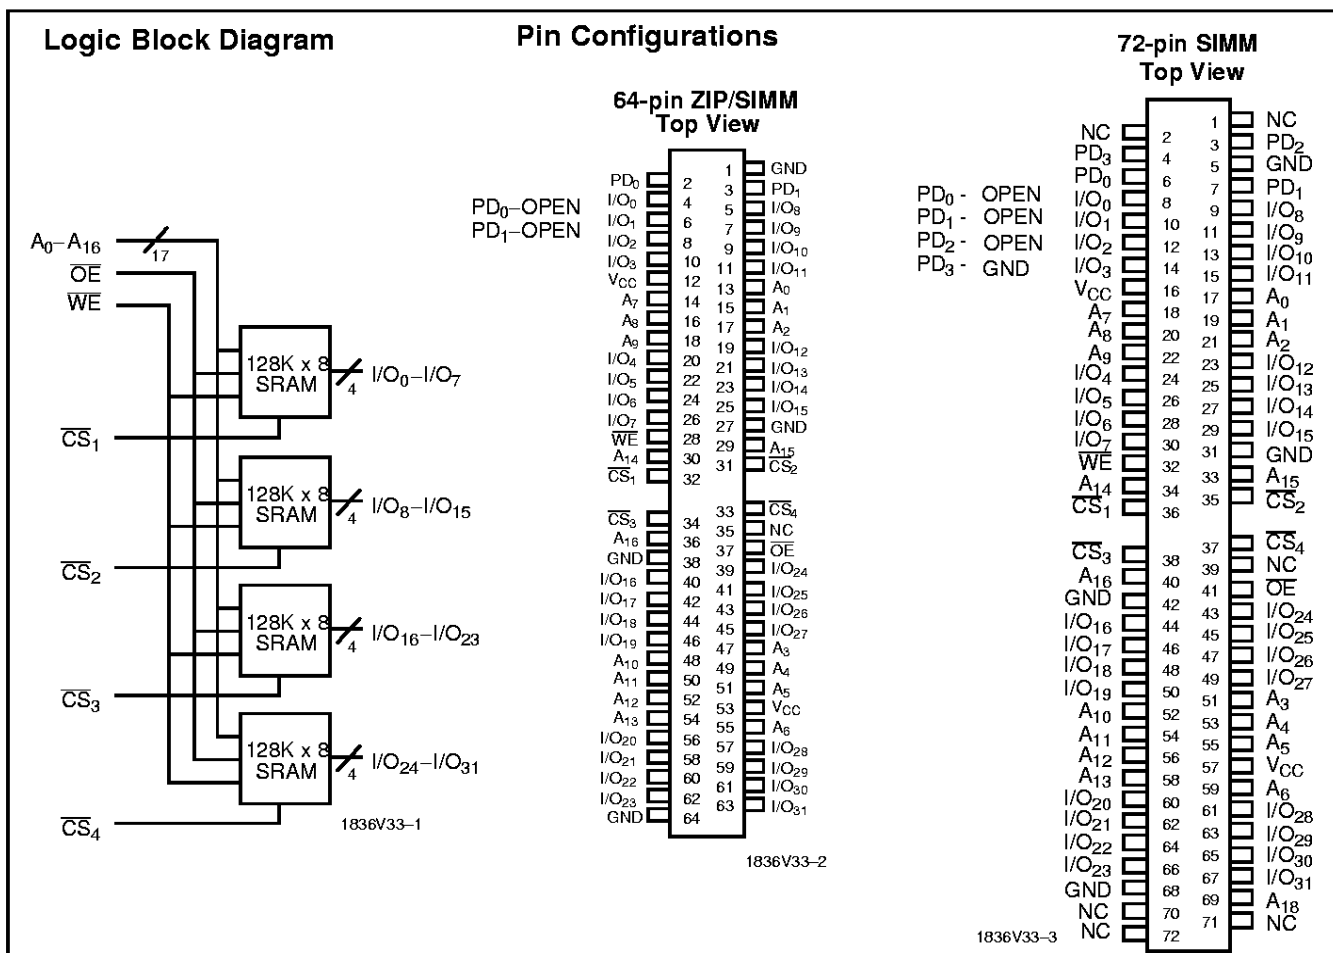 Logic Block Diagram
A0–A16
17
OE
WE
128K x 8
SRAM
4
I/O0–I/O7
CS1
128K x 8
SRAM
4
I/O8–I/O15
CS2
128K x 8
SRAM
4
I/O16–I/O23
CS3
128K x 8
SRAM
4
I/O24–I/O31
CS4
1836V33–1
Pin Configurations
64-pin ZIP/SIMM
Top View
PD0–OPEN
PD1–OPEN
1 GND
PD0 2
3 PD1
I/O0 4
5 I/O8
I/O1 6
7 I/O9
I/O2 8
9 I/O10
I/O3 10
11 I/O11
VCC 12
13 A0
A7 14
15 A1
A8 16
17 A2
A9 18
19 I/O12
I/O4 20
21 I/O13
I/O5 22
23 I/O14
I/O6 24
25 I/O15
I/O7 26
27 GND
WE 28
29 A15
A14 30
31 CS2
CS1 32
33 CS4
CS3 34
35 NC
A16 36
37 OE
GND 38
39 I/O24
I/O16 40
41 I/O25
I/O17 42
43 I/O26
I/O18 44
45 I/O27
I/O19 46
47 A3
A10 48
49 A4
A11 50
51 A5
A12 52
53 VCC
A13 54
55 A6
I/O20 56
57 I/O28
I/O21 58
59 I/O29
I/O22 60
61 I/O30
I/O23 62
63 I/O31
GND 64
1836V33–2
72-pin SIMM
Top View
PD0 - OPEN
PD1 - OPEN
PD2 - OPEN
PD3 - GND
1 NC
NC 2
3 PD2
PD3 4
5 GND
PD0 6
7 PD1
I/O0 8
9 I/O8
I/O1 10
11 I/O9
I/O2 12
13 I/O10
I/O3 14
15 I/O11
VCC 16
17 A0
A7 18
19 A1
A8 20
21 A2
A9 22
23 I/O12
I/O4 24
25 I/O13
I/O5 26
27 I/O14
I/O6 28
29 I/O15
I/O7 30
31 GND
WE 32
33 A15
A14 34
35 CS2
CS1 36
37 CS4
CS3 38
39 NC
A16 40
41 OE
GND 42
43 I/O24
I/O16 44
45 I/O25
I/O17 46
47 I/O26
I/O18 48
49 I/O27
I/O19 50
51 A3
A10 52
53 A4
A11 54
55 A5
A12 56
57 VCC
A13 58
59 A6
I/O20 60
61 I/O28
I/O21 62
63 I/O29
I/O22 64
65 I/O30
I/O23 66
67 I/O31
GND 68
69 A18
NC 70
71 NC
NC 72
1836V33–3